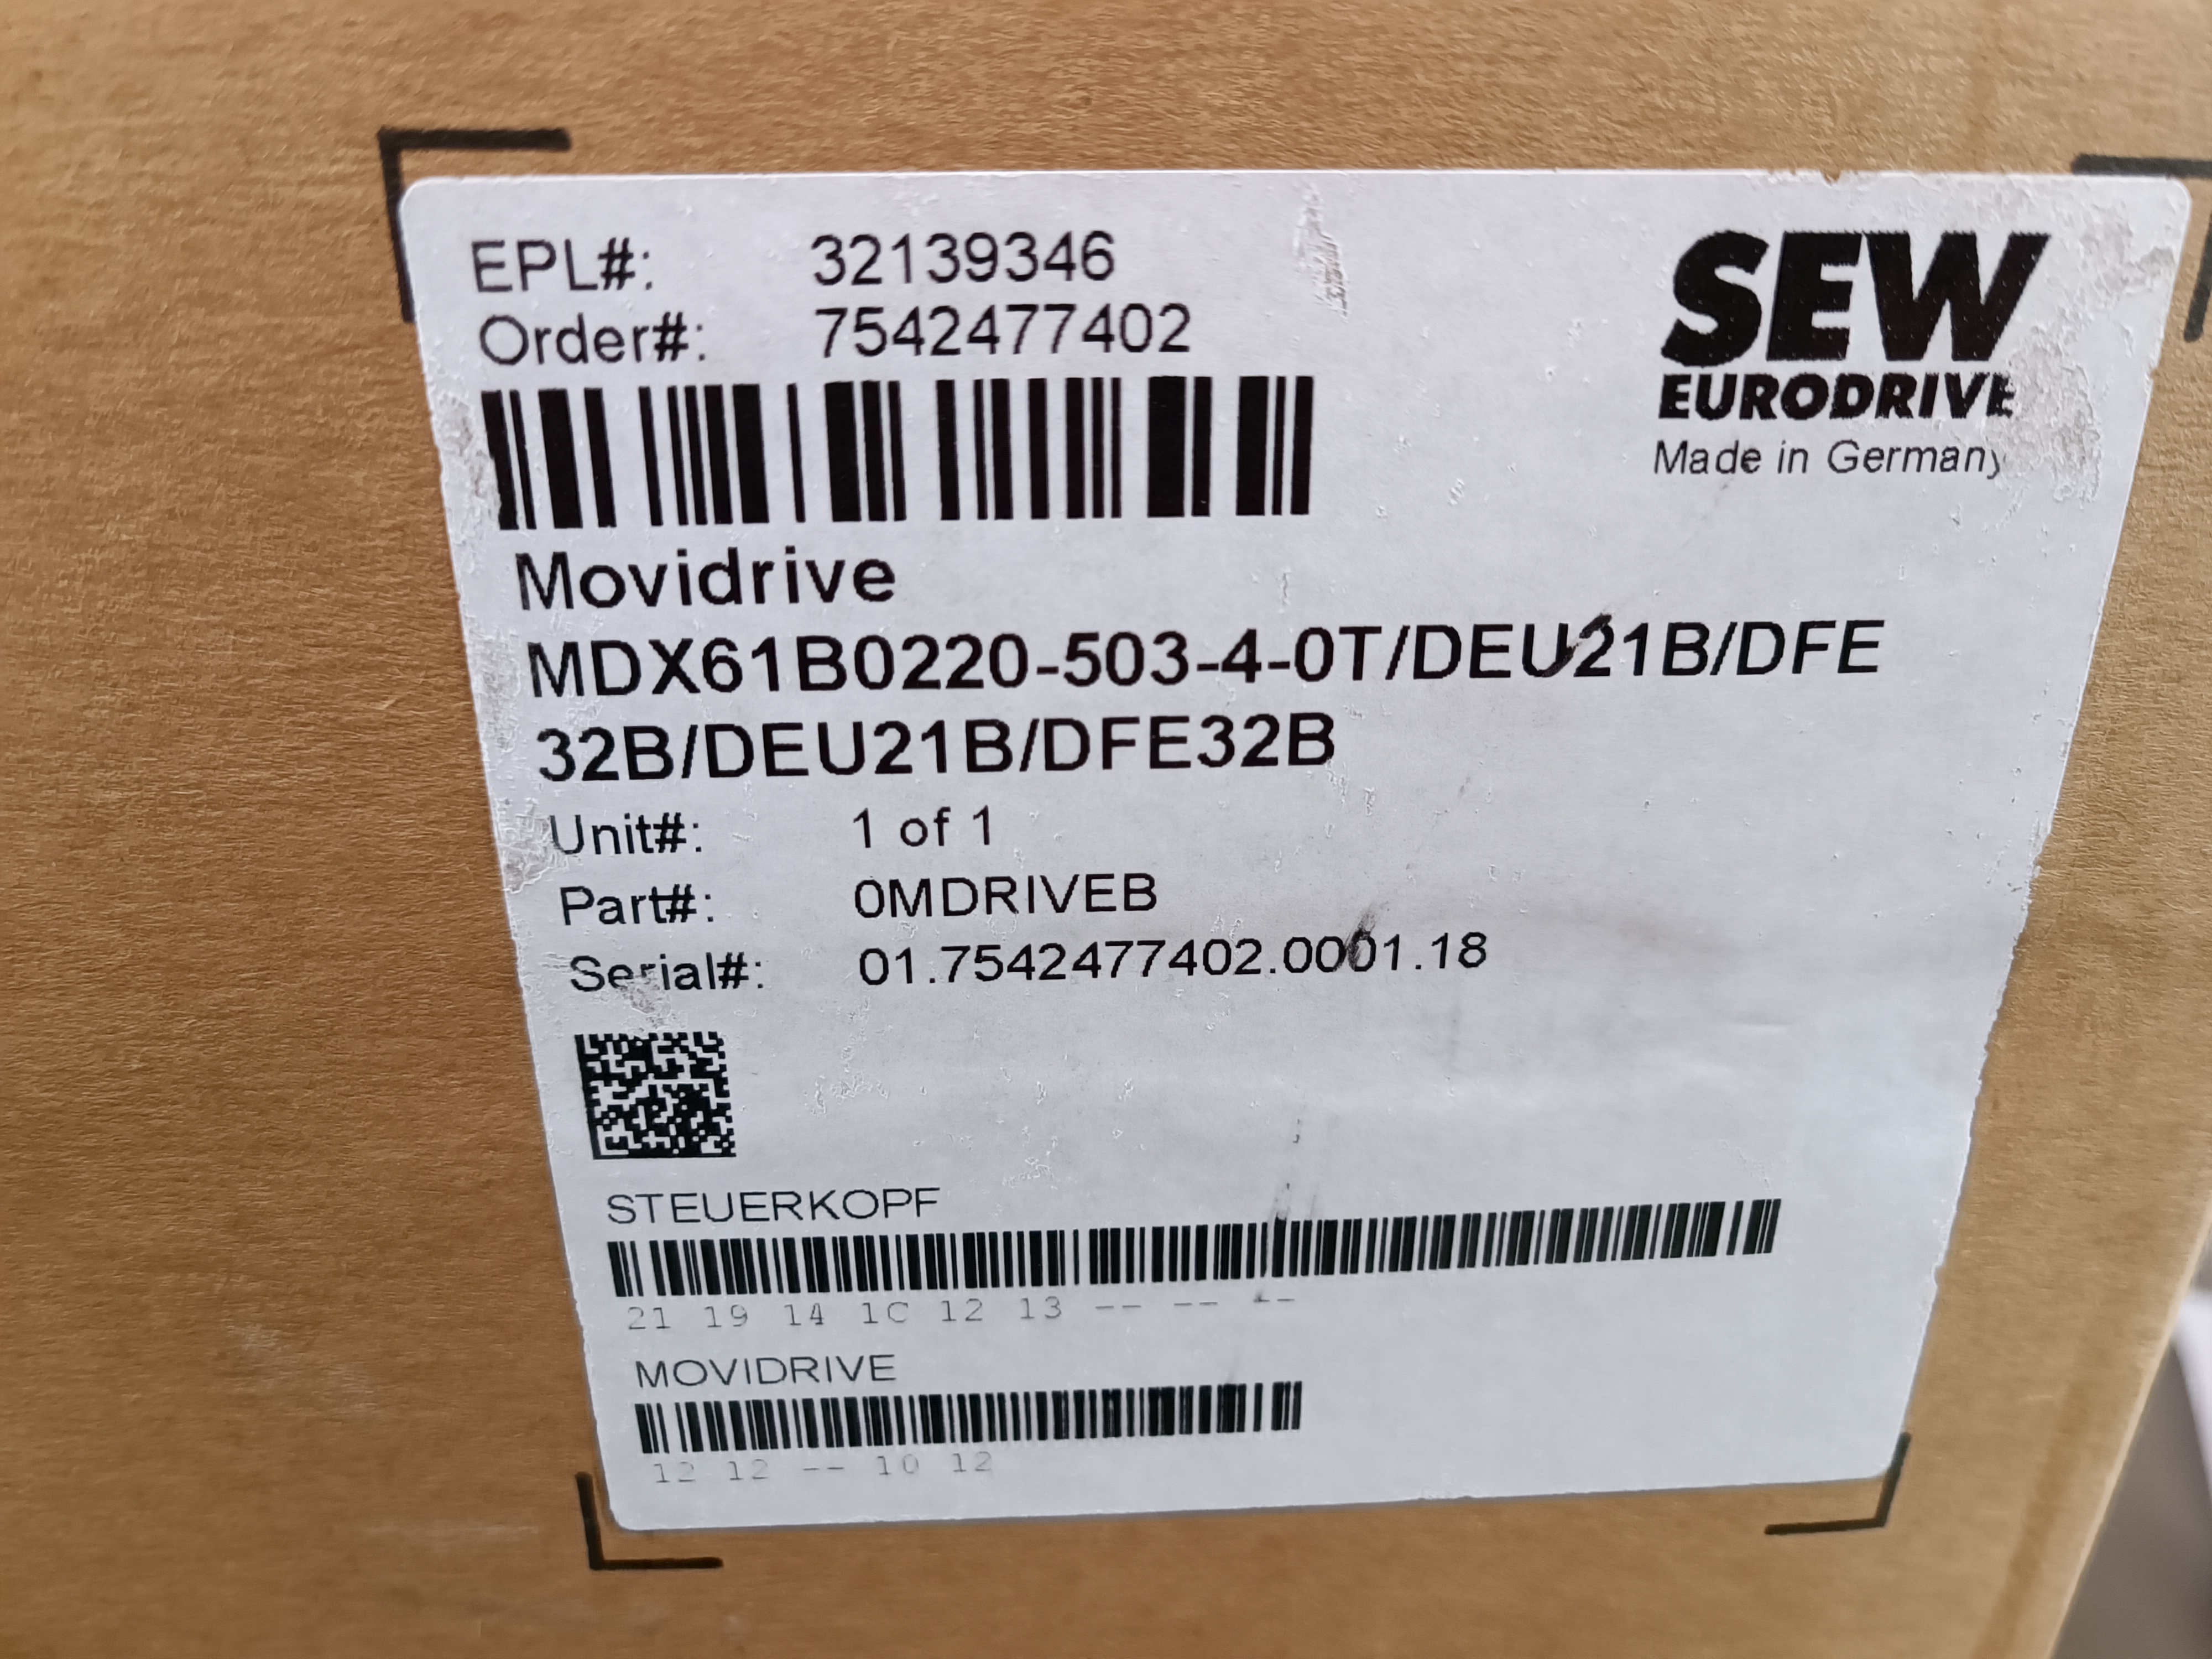 EPL#: 32139346
Order#: 7542477402
SEW
EURODRIVE
Made in Germany
Movidrive
MDX61B0220-503-4-0T/DEU21B/DFE
32B/DEU21B/DFE32B
Unit#: 1 of 1
Part#: 0MDRIVEB
Serial#: 01.7542477402.0001.18
STEUERKOPF
21 19 14 1C 12 13 -- -- --
MOVIDRIVE
12 12 -- 10 12